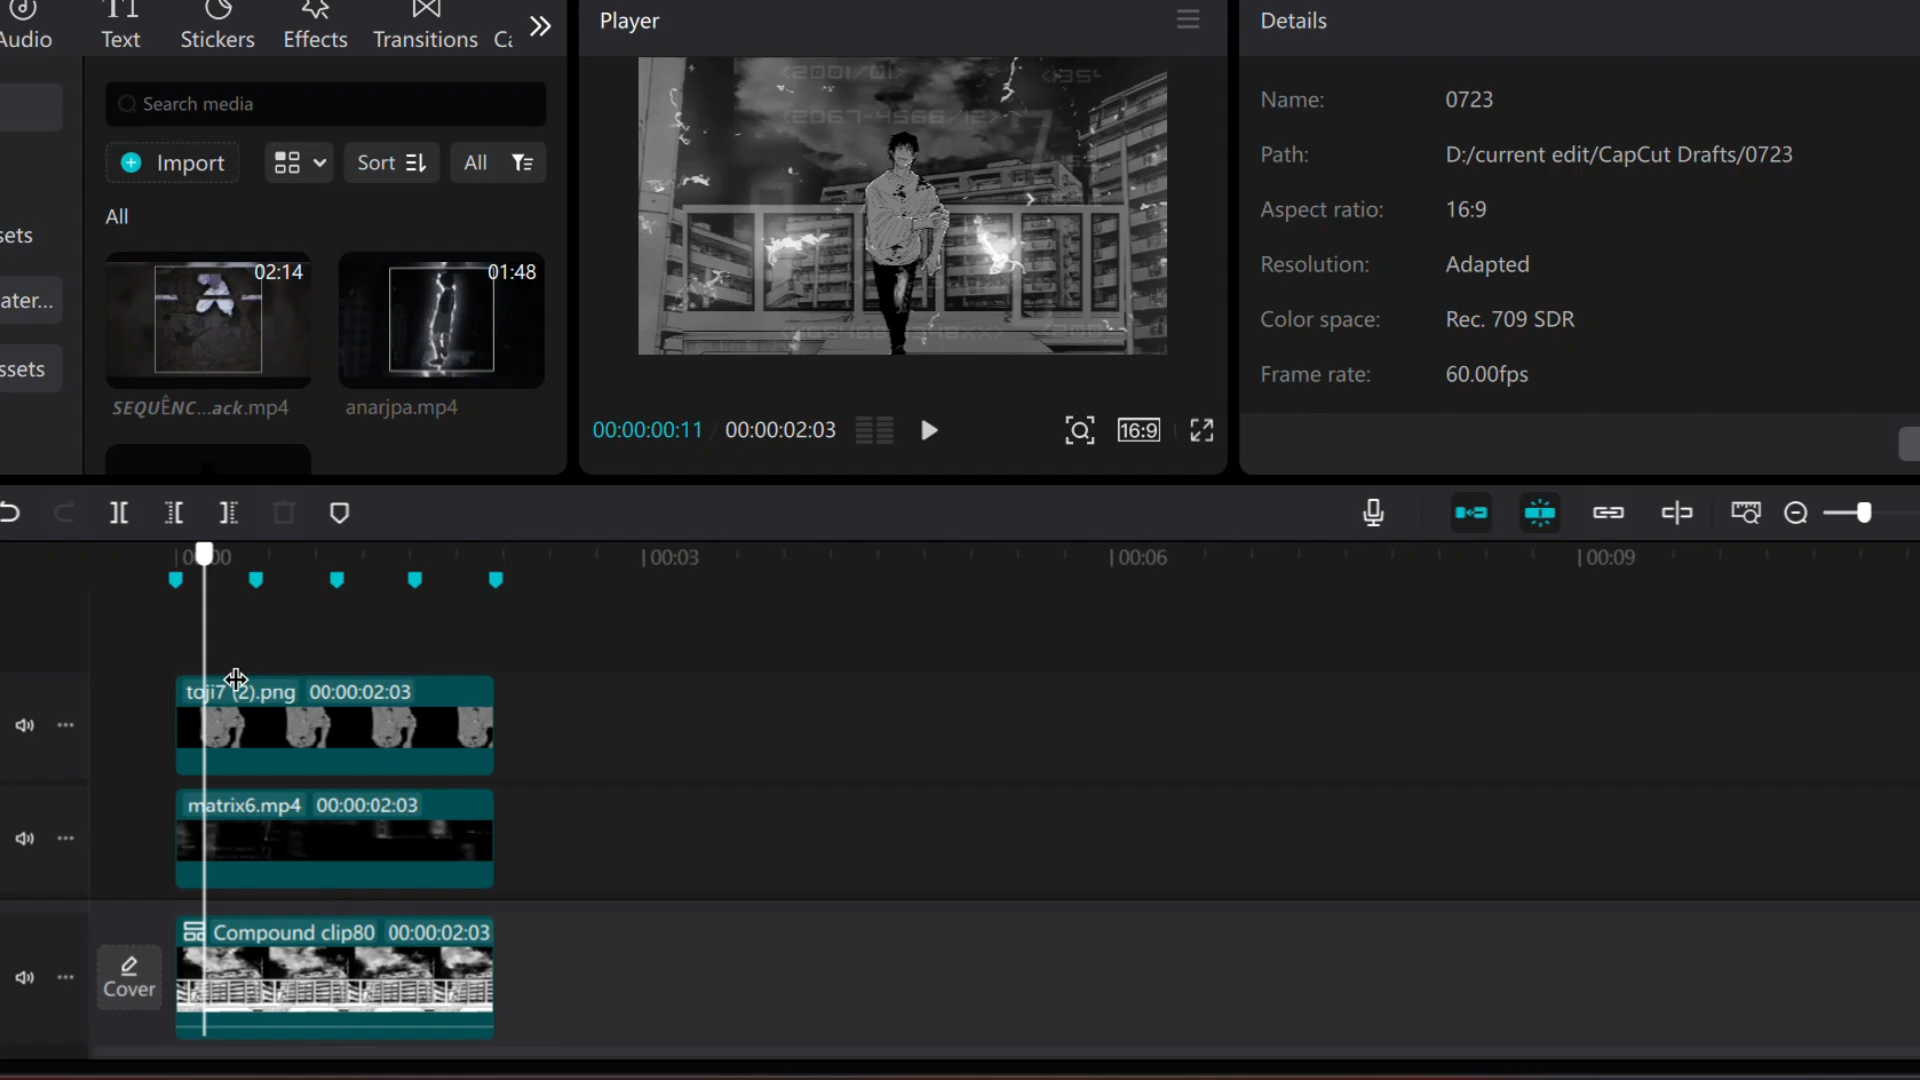 Audio
Text
Stickers
Effects
Transitions
Player
Details
Search media
Import
Sort
All
All
02:14
01:48
SEQUÊNC...ack.mp4
anarjpa.mp4
sets
ater...
ssets
00:00:00:11 / 00:00:02:03
16:9
Name: 0723
Path: D:/current edit/CapCut Drafts/0723
Aspect ratio: 16:9
Resolution: Adapted
Color space: Rec. 709 SDR
Frame rate: 60.00fps
00:03
00:06
00:09
toji7 (2).png 00:00:02:03
matrix6.mp4 00:00:02:03
Compound clip80 00:00:02:03
Cover